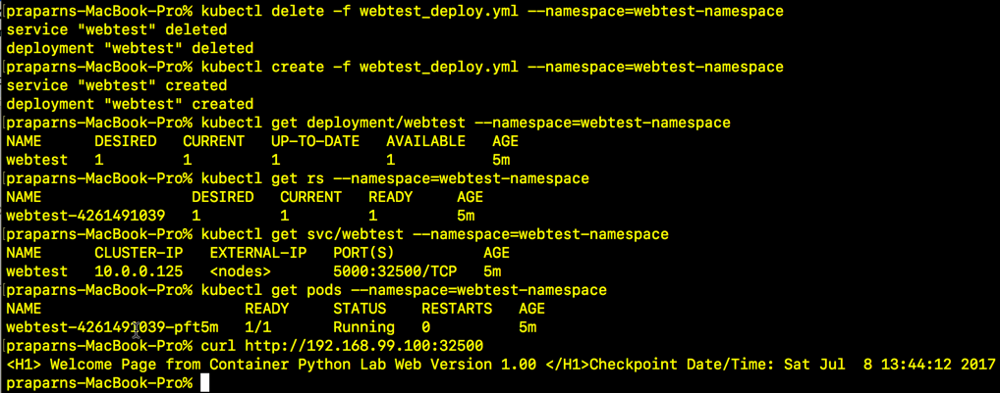 praparns-MacBook-Pro% kubectl delete -f webtest_deploy.yml --namespace=webtest-namespace
service "webtest" deleted
deployment "webtest" deleted
praparns-MacBook-Pro% kubectl create -f webtest_deploy.yml --namespace=webtest-namespace
service "webtest" created
deployment "webtest" created
praparns-MacBook-Pro% kubectl get deployment/webtest --namespace=webtest-namespace
NAME      DESIRED   CURRENT   UP-TO-DATE   AVAILABLE   AGE
webtest   1         1         1            1           5m
praparns-MacBook-Pro% kubectl get rs --namespace=webtest-namespace
NAME                 DESIRED   CURRENT   READY     AGE
webtest-4261491039   1         1         1         5m
praparns-MacBook-Pro% kubectl get svc/webtest --namespace=webtest-namespace
NAME      CLUSTER-IP   EXTERNAL-IP   PORT(S)          AGE
webtest   10.0.0.125   <nodes>       5000:32500/TCP   5m
praparns-MacBook-Pro% kubectl get pods --namespace=webtest-namespace
NAME                       READY     STATUS    RESTARTS   AGE
webtest-4261491039-pft5m   1/1       Running   0          5m
praparns-MacBook-Pro% curl http://192.168.99.100:32500
<H1> Welcome Page from Container Python Lab Web Version 1.00 </H1>Checkpoint Date/Time: Sat Jul  8 13:44:12 2017
praparns-MacBook-Pro%